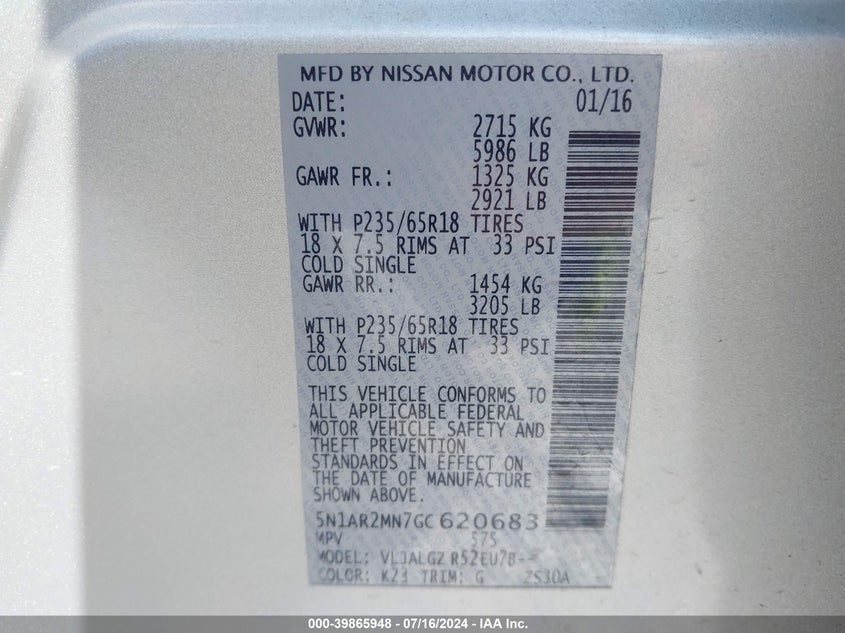 MFD BY NISSAN MOTOR CO., LTD.
DATE: 01/16
GVWR: 2715 KG
5986 LB
GAWR FR.: 1325 KG
2921 LB
WITH P235/65R18 TIRES
18 X 7.5 RIMS AT 33 PSI
COLD SINGLE
GAWR RR.: 1454 KG
3205 LB
WITH P235/65R18 TIRES
18 X 7.5 RIMS AT 33 PSI
COLD SINGLE
THIS VEHICLE CONFORMS TO
ALL APPLICABLE FEDERAL
MOTOR VEHICLE SAFETY AND
THEFT PREVENTION
STANDARDS IN EFFECT ON
THE DATE OF MANUFACTURE
SHOWN ABOVE.
5N1AR2MN7GC620683
MPV 575
MODEL: R52EU78--
COLOR: K23 TRIM: G ZS30A
000-39865948 - 07/16/2024 - IAA Inc.